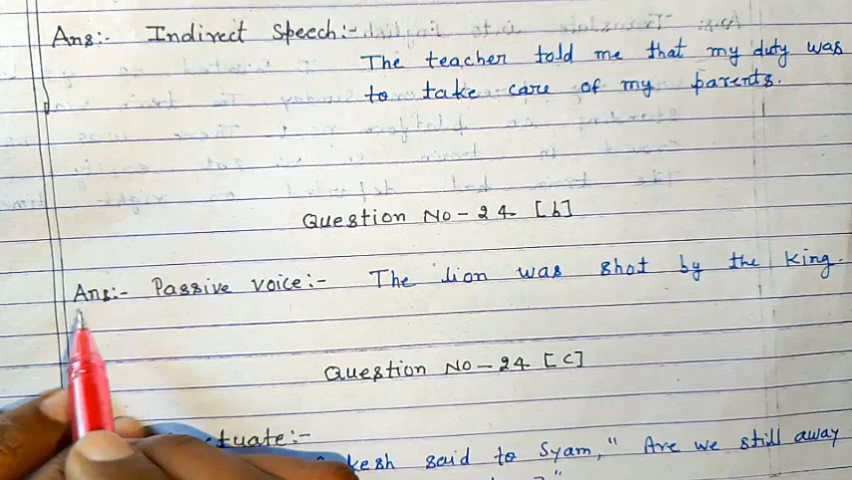 Ans:- Indirect Speech:-
The teacher told me that my duty was
to take care of my parents.
Question No - 24 [b]
Ans:- Passive voice:- The lion was shot by the king.
Question No - 24 [c]
tuate:-
kesh said to Syam," Are we still away